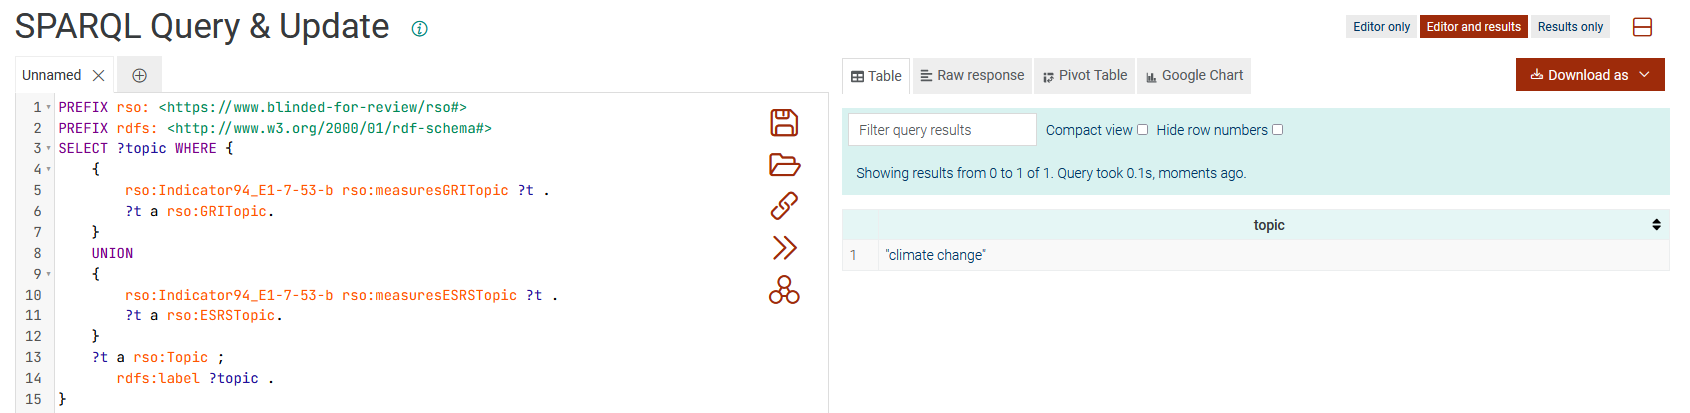 SPARQL Query & Update
Editor only
Editor and results
Results only
Unnamed
Table
Raw response
Pivot Table
Google Chart
Download as
1 PREFIX rso: <https://www.blinded-for-review/rso#>
2 PREFIX rdfs: <http://www.w3.org/2000/01/rdf-schema#>
3 SELECT ?topic WHERE {
4 {
5 rso:Indicator94_E1-7-53-b rso:measuresGRITopic ?t .
6 ?t a rso:GRITopic.
7 }
8 UNION
9 {
10 rso:Indicator94_E1-7-53-b rso:measuresESRSTopic ?t .
11 ?t a rso:ESRSTopic.
12 }
13 ?t a rso:Topic ;
14 rdfs:label ?topic .
15 }
Filter query results
Compact view
Hide row numbers
Showing results from 0 to 1 of 1. Query took 0.1s, moments ago.
topic
1 "climate change"